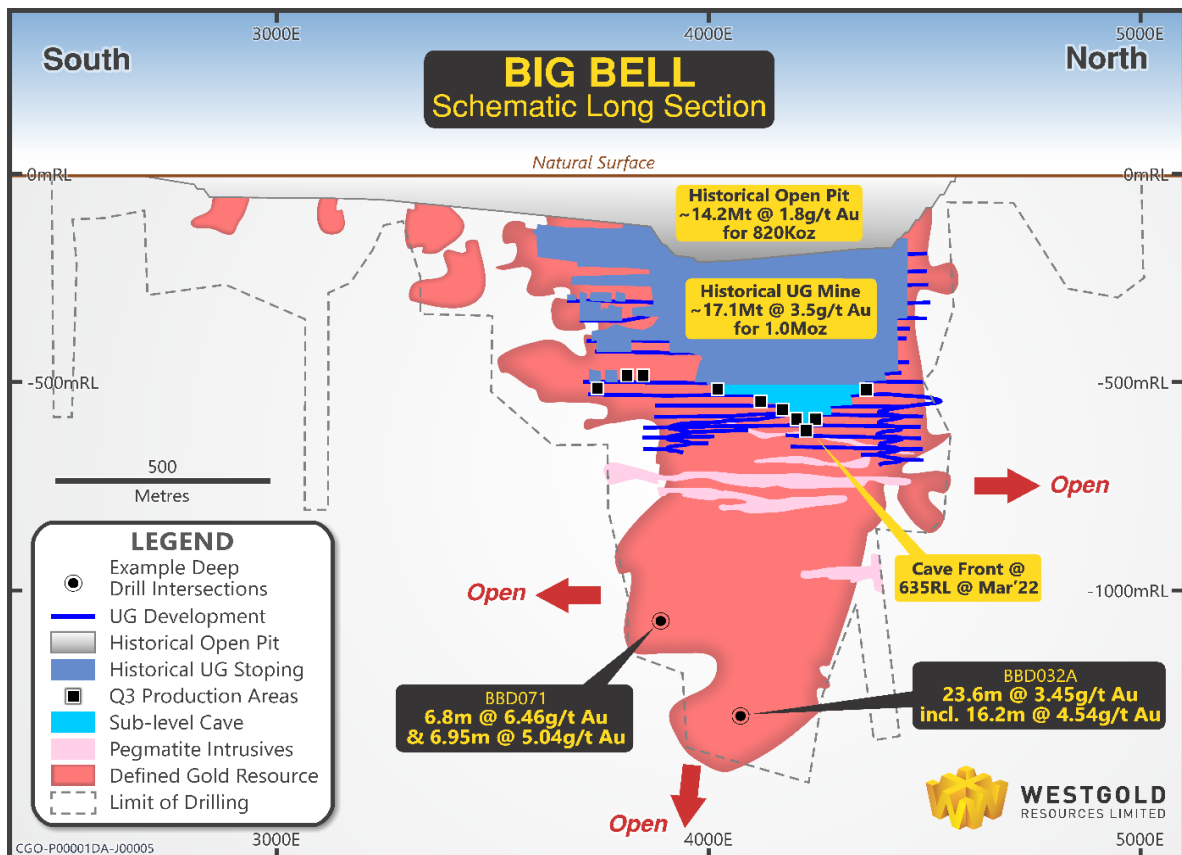 3000E
4000E
5000E
South
BIG BELL
Schematic Long Section
North
Natural Surface
0mRL
0mRL
Historical Open Pit
~14.2Mt @ 1.8g/t Au
for 820Koz
Historical UG Mine
~17.1Mt @ 3.5g/t Au
for 1.0Moz
-500mRL
-500mRL
500
Metres
Open
Cave Front @
635RL @ Mar'22
-1000mRL
Open
LEGEND
Example Deep
Drill Intersections
UG Development
Historical Open Pit
Historical UG Stoping
Q3 Production Areas
Sub-level Cave
Pegmatite Intrusives
Defined Gold Resource
Limit of Drilling
BBD071
6.8m @ 6.46g/t Au
& 6.95m @ 5.04g/t Au
BBD032A
23.6m @ 3.45g/t Au
incl. 16.2m @ 4.54g/t Au
Open
WESTGOLD
RESOURCES LIMITED
CGO-P00001DA-J00005
3000E
4000E
5000E